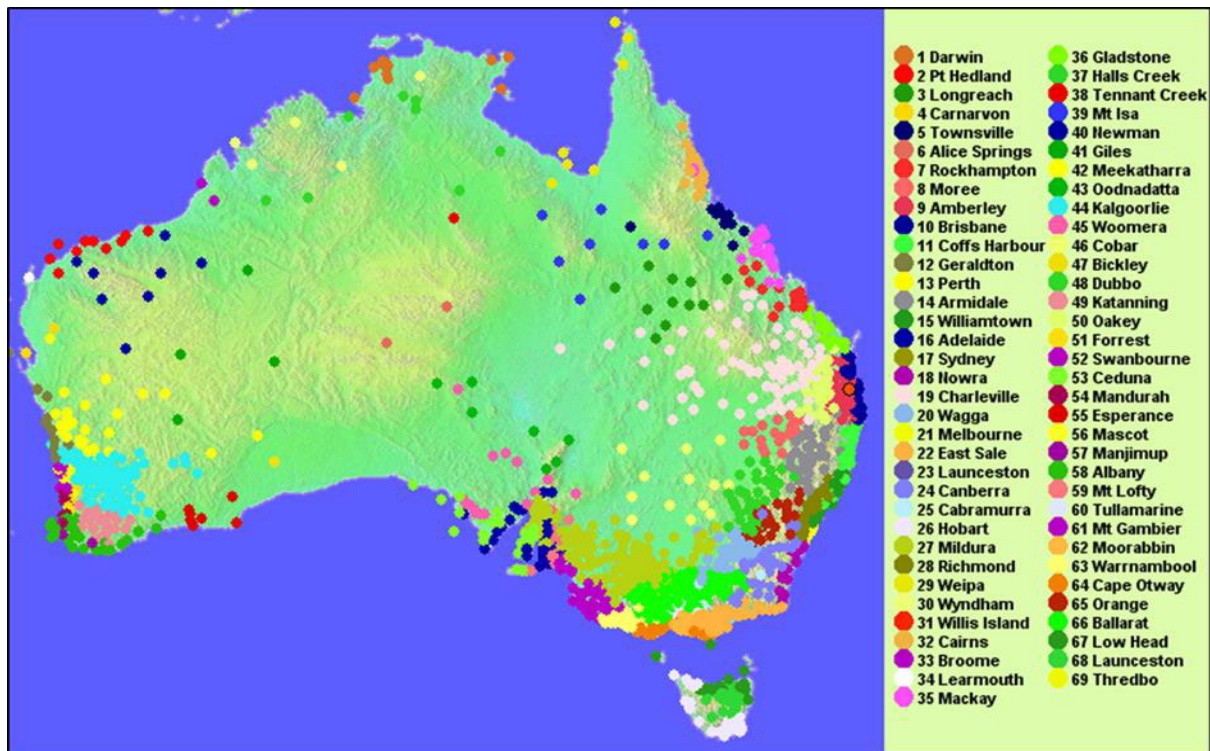 1 Darwin
2 Pt Hedland
3 Longreach
4 Carnarvon
5 Townsville
6 Alice Springs
7 Rockhampton
8 Moree
9 Amberley
10 Brisbane
11 Coffs Harbour
12 Geraldton
13 Perth
14 Armidale
15 Williamtown
16 Adelaide
17 Sydney
18 Nowra
19 Charleville
20 Wagga
21 Melbourne
22 East Sale
23 Launceston
24 Canberra
25 Cabramurra
26 Hobart
27 Mildura
28 Richmond
29 Weipa
30 Wyndham
31 Willis Island
32 Cairns
33 Broome
34 Learmouth
35 Mackay
36 Gladstone
37 Halls Creek
38 Tennant Creek
39 Mt Isa
40 Newman
41 Giles
42 Meekatharra
43 Oodnadatta
44 Kalgoorlie
45 Woomera
46 Cobar
47 Bickley
48 Dubbo
49 Katanning
50 Oakey
51 Forrest
52 Swanbourne
53 Ceduna
54 Mandurah
55 Esperance
56 Mascot
57 Manjimup
58 Albany
59 Mt Lofty
60 Tullamarine
61 Mt Gambier
62 Moorabbin
63 Warrnambool
64 Cape Otway
65 Orange
66 Ballarat
67 Low Head
68 Launceston
69 Thredbo